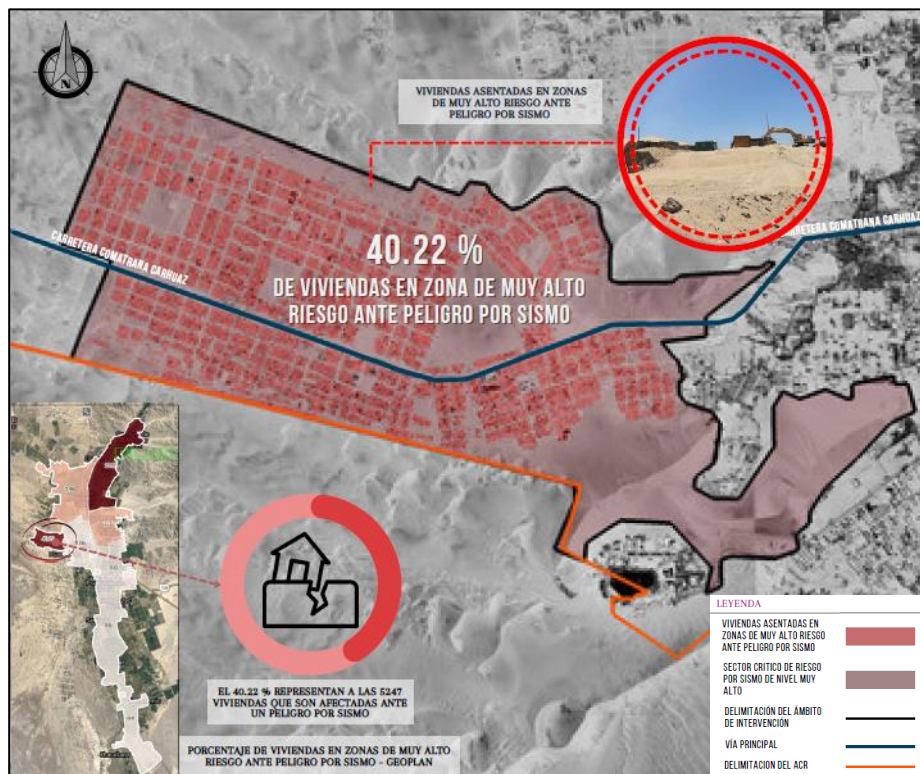 N
VIVIENDAS ASENTADAS EN ZONAS
DE MUY ALTO RIESGO ANTE
PELIGRO POR SISMO
CARRETERA COMATRANA CARHUAZ
CARRETERA COMATRANA CARHUAZ
40.22 %
DE VIVIENDAS EN ZONA DE MUY ALTO
RIESGO ANTE PELIGRO POR SISMO
EL 40.22 % REPRESENTAN A LAS 5247
VIVIENDAS QUE SON AFECTADAS ANTE
UN PELIGRO POR SISMO
PORCENTAJE DE VIVIENDAS EN ZONAS DE MUY ALTO
RIESGO ANTE PELIGRO POR SISMO - GEOPLAN
LEYENDA
VIVIENDAS ASENTADAS EN
ZONAS DE MUY ALTO RIESGO
ANTE PELIGRO POR SISMO
SECTOR CRITICO DE RIESGO
POR SISMO DE NIVEL MUY
ALTO
DELIMITACIÓN DEL ÁMBITO
DE INTERVENCIÓN
VÍA PRINCIPAL
DELIMITACION DEL ACR